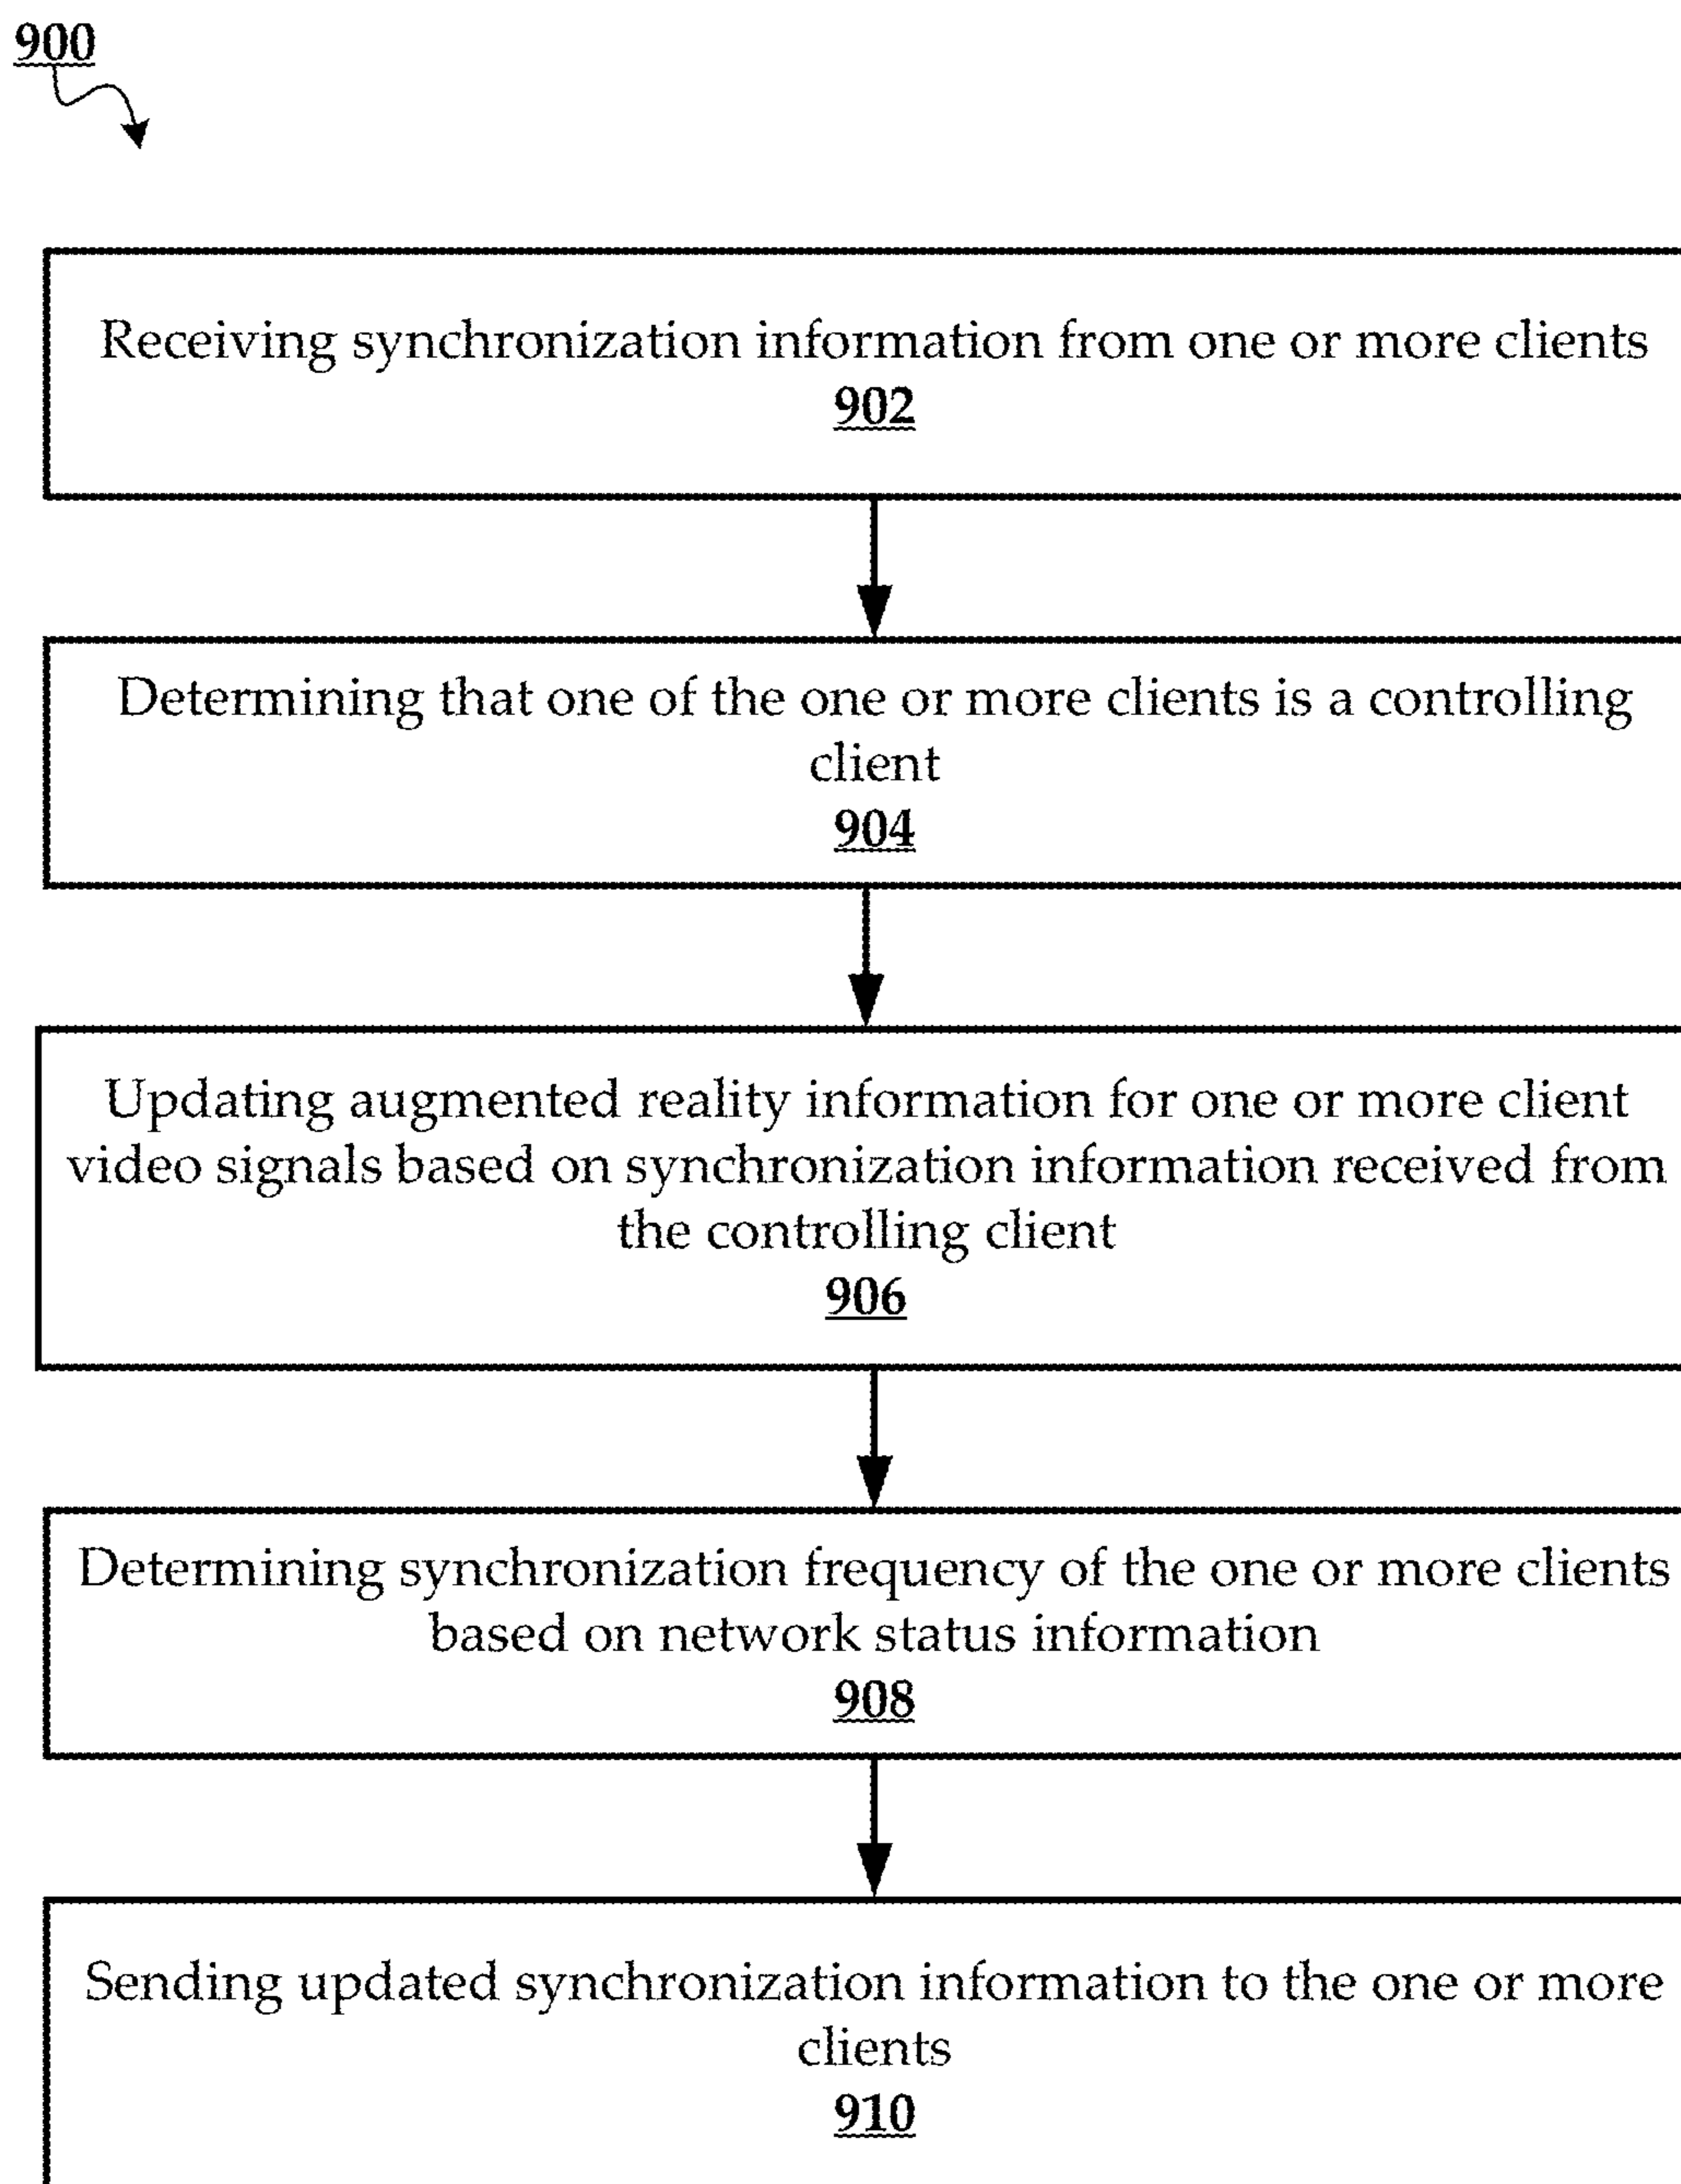 900
Receiving synchronization information from one or more clients
902
Determining that one of the one or more clients is a controlling
client
904
Updating augmented reality information for one or more client
video signals based on synchronization information received from
the controlling client
906
Determining synchronization frequency of the one or more clients
based on network status information
908
Sending updated synchronization information to the one or more
clients
910